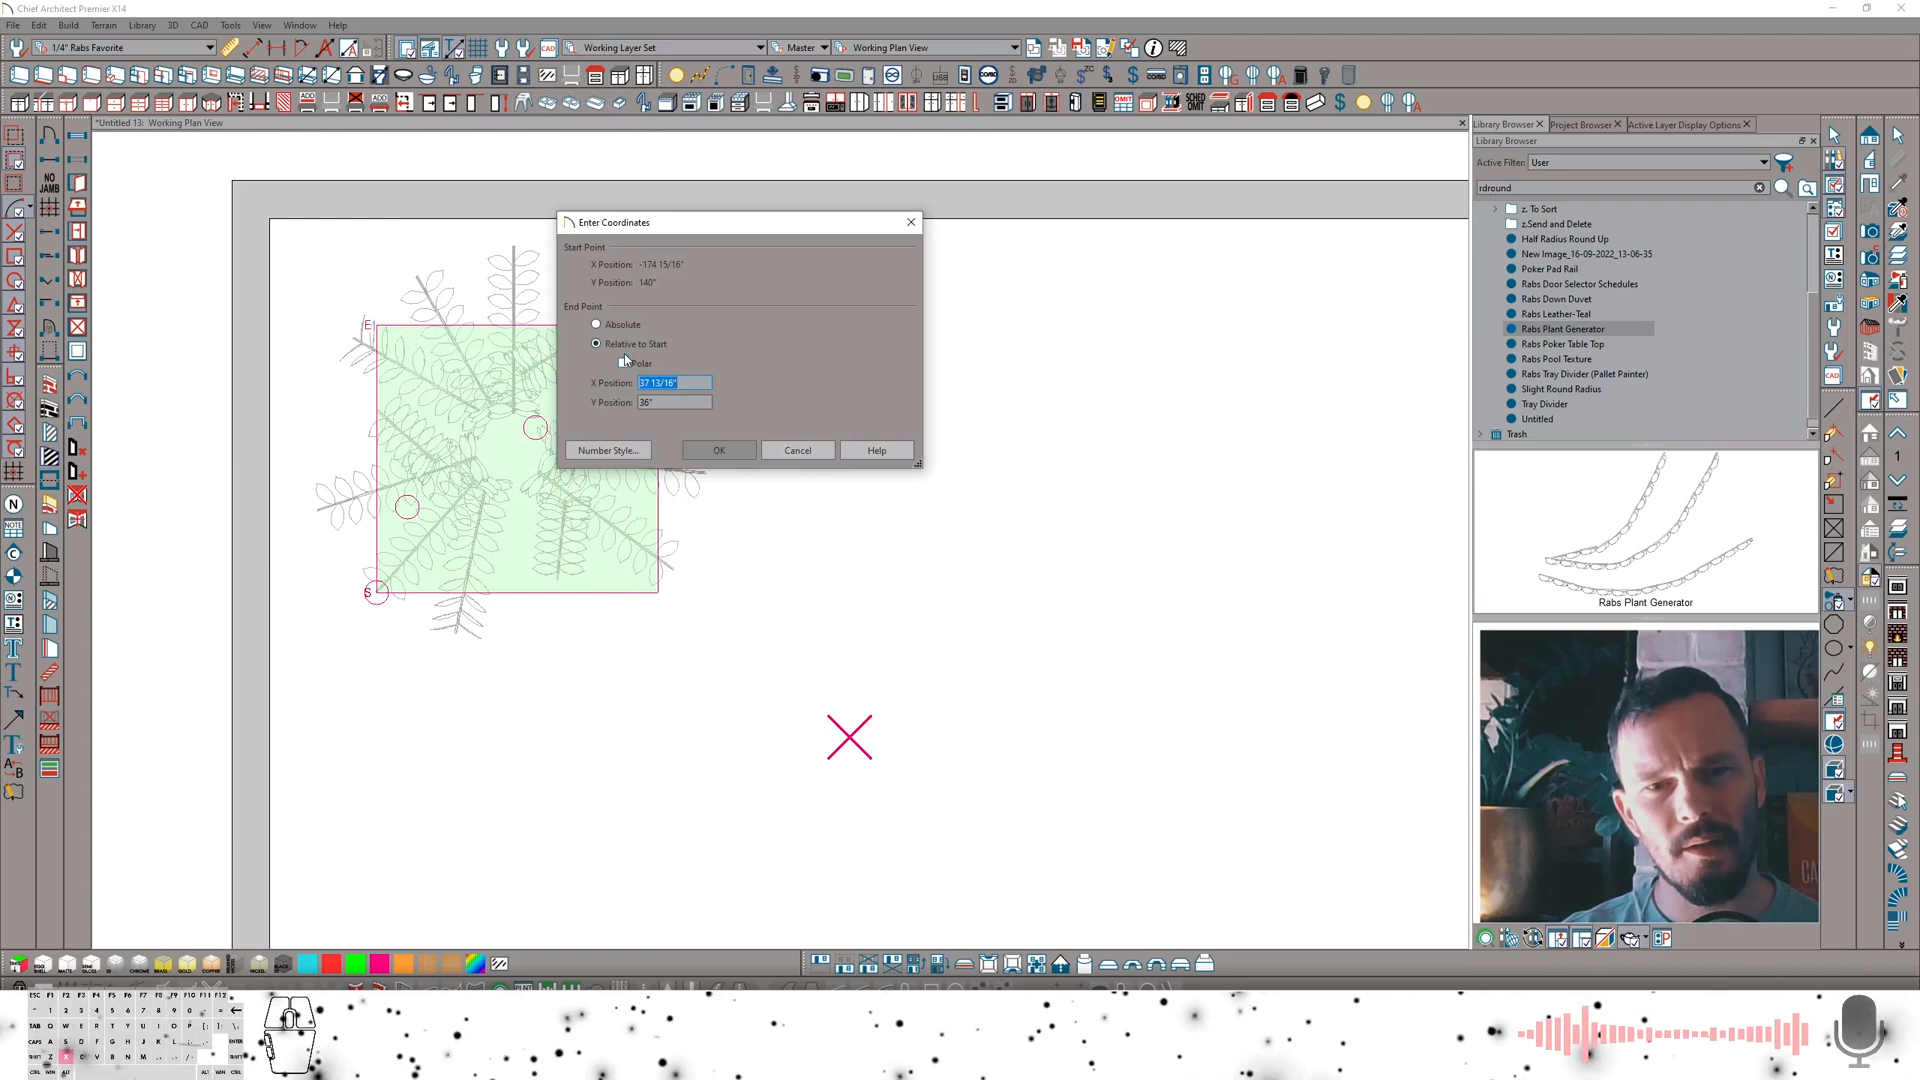 Chief Architect Premier X14
File Edit Build Terrain Library 3D CAD Tools View Window Help
1/4" Rabs Favorite
Working Layer Set
Master
Working Plan View
*Untitled 13: Working Plan View
Library Browser
Project Browser
Active Layer Display Options
Library Browser
Active Filter: User
rdround
z. To Sort
z.Send and Delete
Half Radius Round Up
New Image_16-09-2022_13-06-35
Poker Pad Rail
Rabs Door Selector Schedules
Rabs Down Duvet
Rabs Leather-Teal
Rabs Plant Generator
Rabs Poker Table Top
Rabs Pool Texture
Rabs Tray Divider (Pallet Painter)
Slight Round Radius
Tray Divider
Untitled
Trash
Rabs Plant Generator
Enter Coordinates
Start Point
X Position: -174 15/16"
Y Position: 140"
End Point
Absolute
Relative to Start
Polar
X Position: 37 13/16"
Y Position: 36"
Number Style...
OK
Cancel
Help
E
S
NO
JAMB
NOTE
1